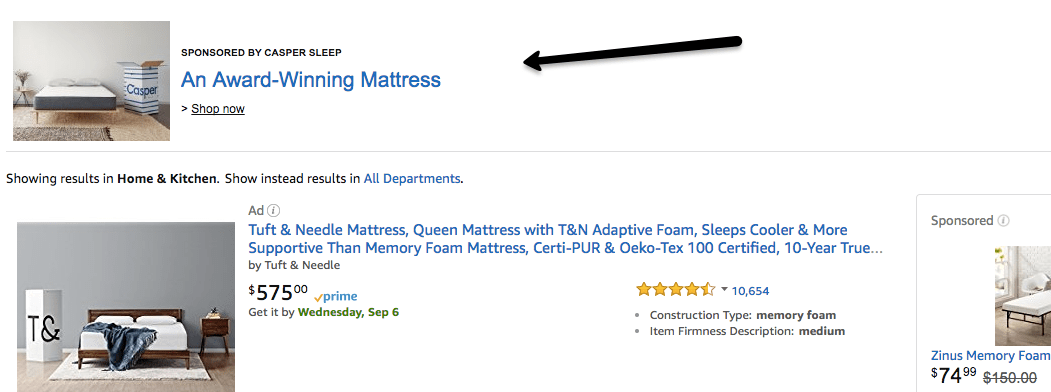 SPONSORED BY CASPER SLEEP
An Award-Winning Mattress
> Shop now
Casper
Showing results in Home & Kitchen. Show instead results in All Departments.
Ad
Tuft & Needle Mattress, Queen Mattress with T&N Adaptive Foam, Sleeps Cooler & More
Supportive Than Memory Foam Mattress, Certi-PUR & Oeko-Tex 100 Certified, 10-Year True...
by Tuft & Needle
$575 00 prime
Get it by Wednesday, Sep 6
10,654
Construction Type: memory foam
Item Firmness Description: medium
T&
Sponsored
Zinus Memory Foam
$74 99 $150.00